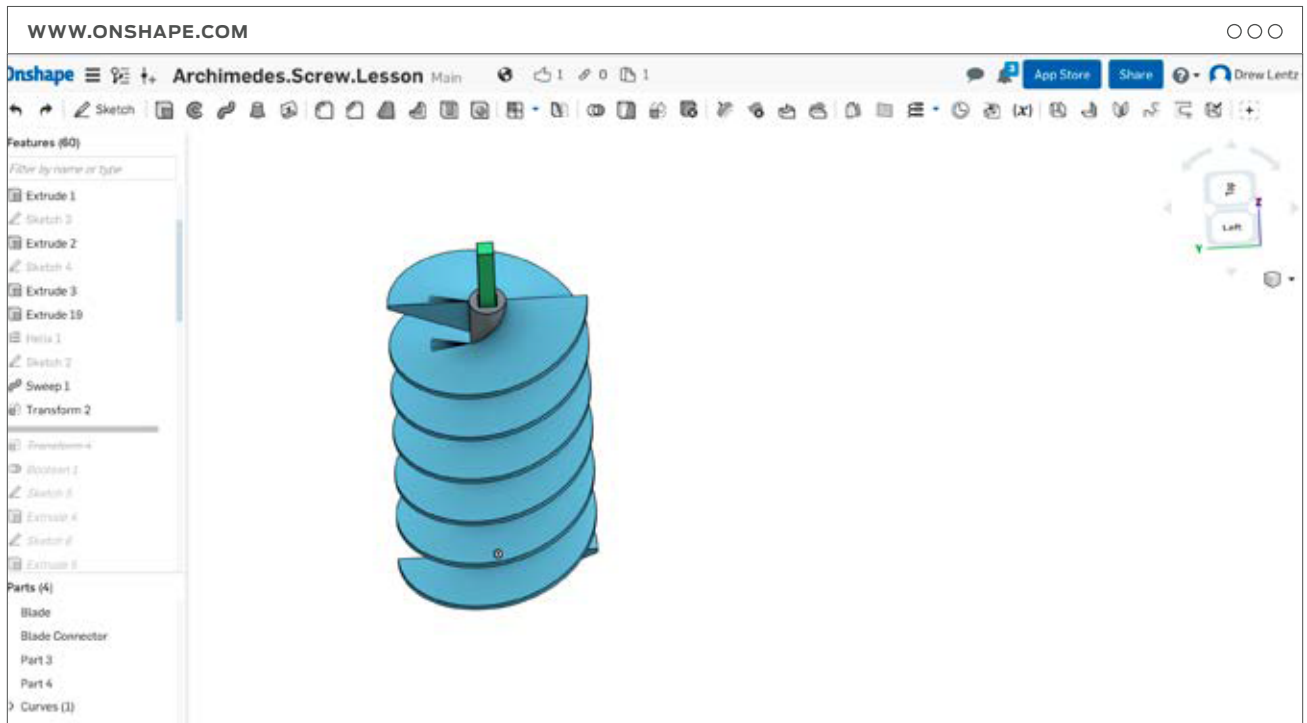 WWW.ONSHAPE.COM
Onshape Archimedes.Screw.Lesson Main 1 0 1 3 App Store Share Drew Lentz
Sketch (x)
Features (60)
Filter by name or type
Extrude 1
Sketch 3
Extrude 2
Sketch 4
Extrude 3
Extrude 19
Helix 1
Sketch 2
Sweep 1
Transform 2
Transform 4
Boolean 1
Sketch 5
Extrude 4
Sketch 6
Parts (4)
Blade
Blade Connector
Part 3
Part 4
Curves (1)
Top
Z
Left
Y